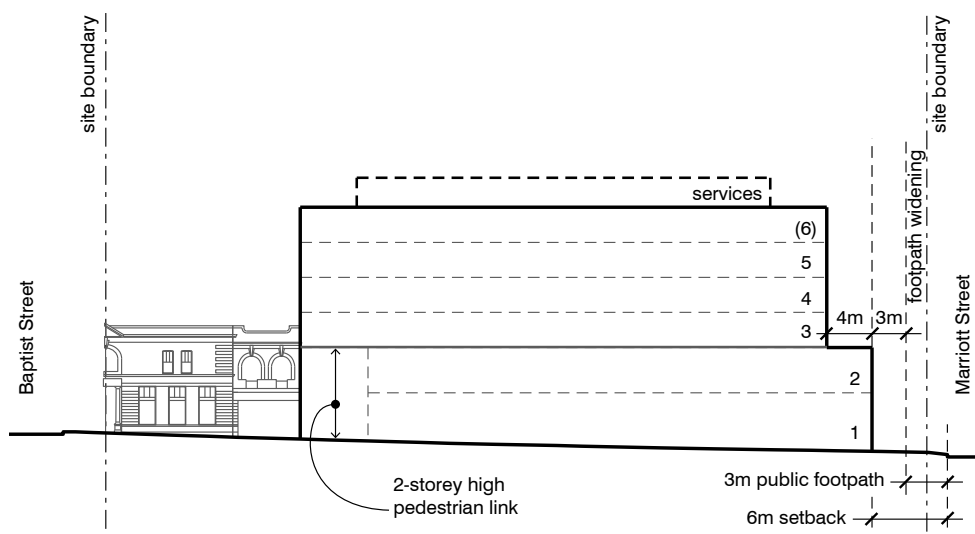 site boundary
site boundary
services
(6)
5
4
3
4m
3m
footpath widening
2
1
Baptist Street
Marriott Street
2-storey high
pedestrian link
3m public footpath
6m setback